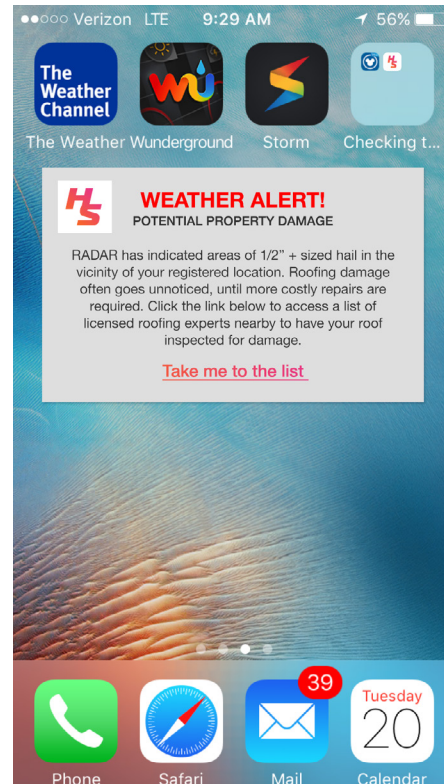 Verizon LTE 9:29 AM 56%
The
Weather
Channel
The Weather Wunderground Storm Checking t...
HS
WEATHER ALERT!
POTENTIAL PROPERTY DAMAGE
RADAR has indicated areas of 1/2” + sized hail in the
vicinity of your registered location. Roofing damage
often goes unnoticed, until more costly repairs are
required. Click the link below to access a list of
licensed roofing experts nearby to have your roof
inspected for damage.
Take me to the list
39
Tuesday
20
Phone Safari Mail Calendar